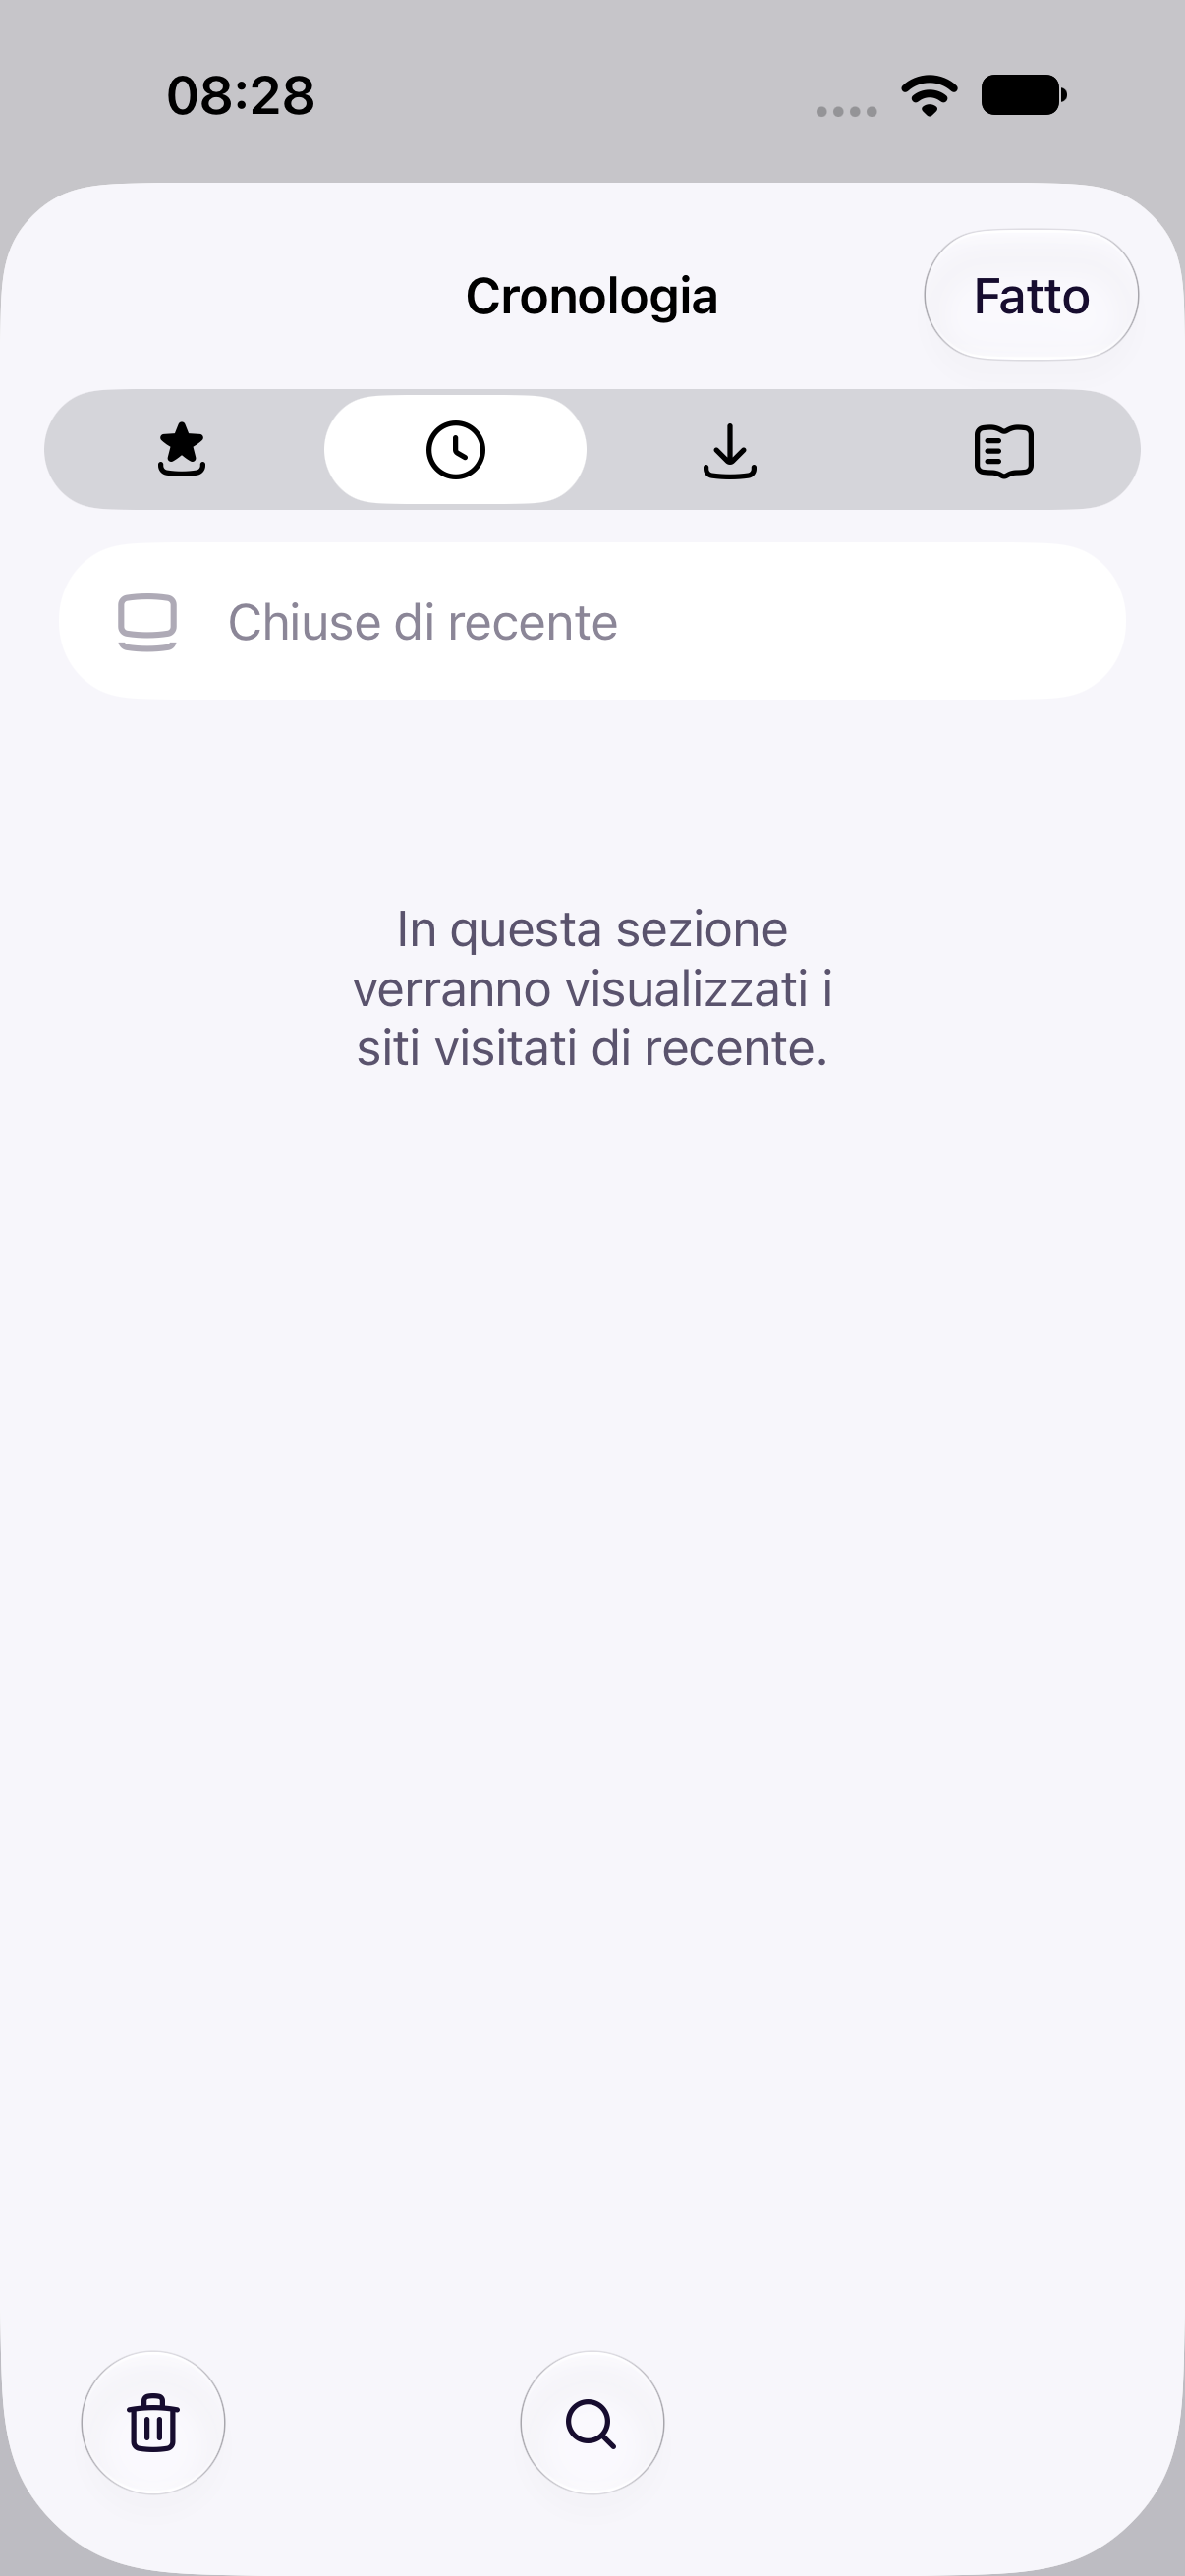 08:28
Cronologia
Fatto
Chiuse di recente
In questa sezione
verranno visualizzati i
siti visitati di recente.